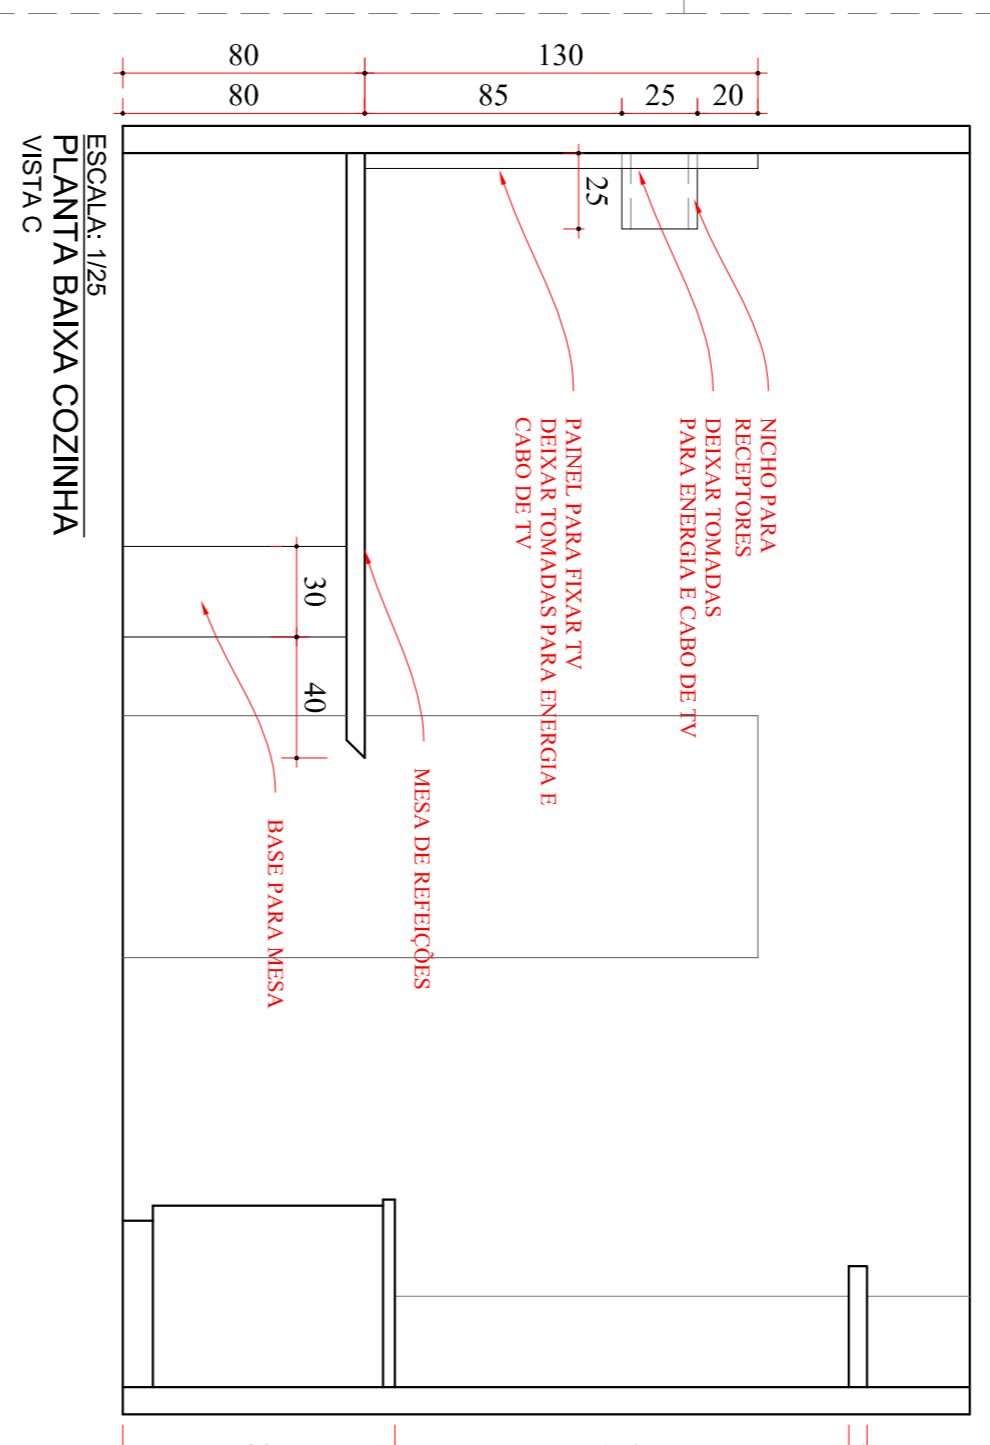 80
130
80
85
25
20
25
NICHO PARA
RECEPTORES
DEIXAR TOMADAS
PARA ENERGIA E CABO DE TV
PAINEL PARA FIXAR TV
DEIXAR TOMADAS PARA ENERGIA E
CABO DE TV
30
40
MESA DE REFEIÇÕES
BASE PARA MESA
ESCALA: 1/25
PLANTA BAIXA COZINHA
VISTA C